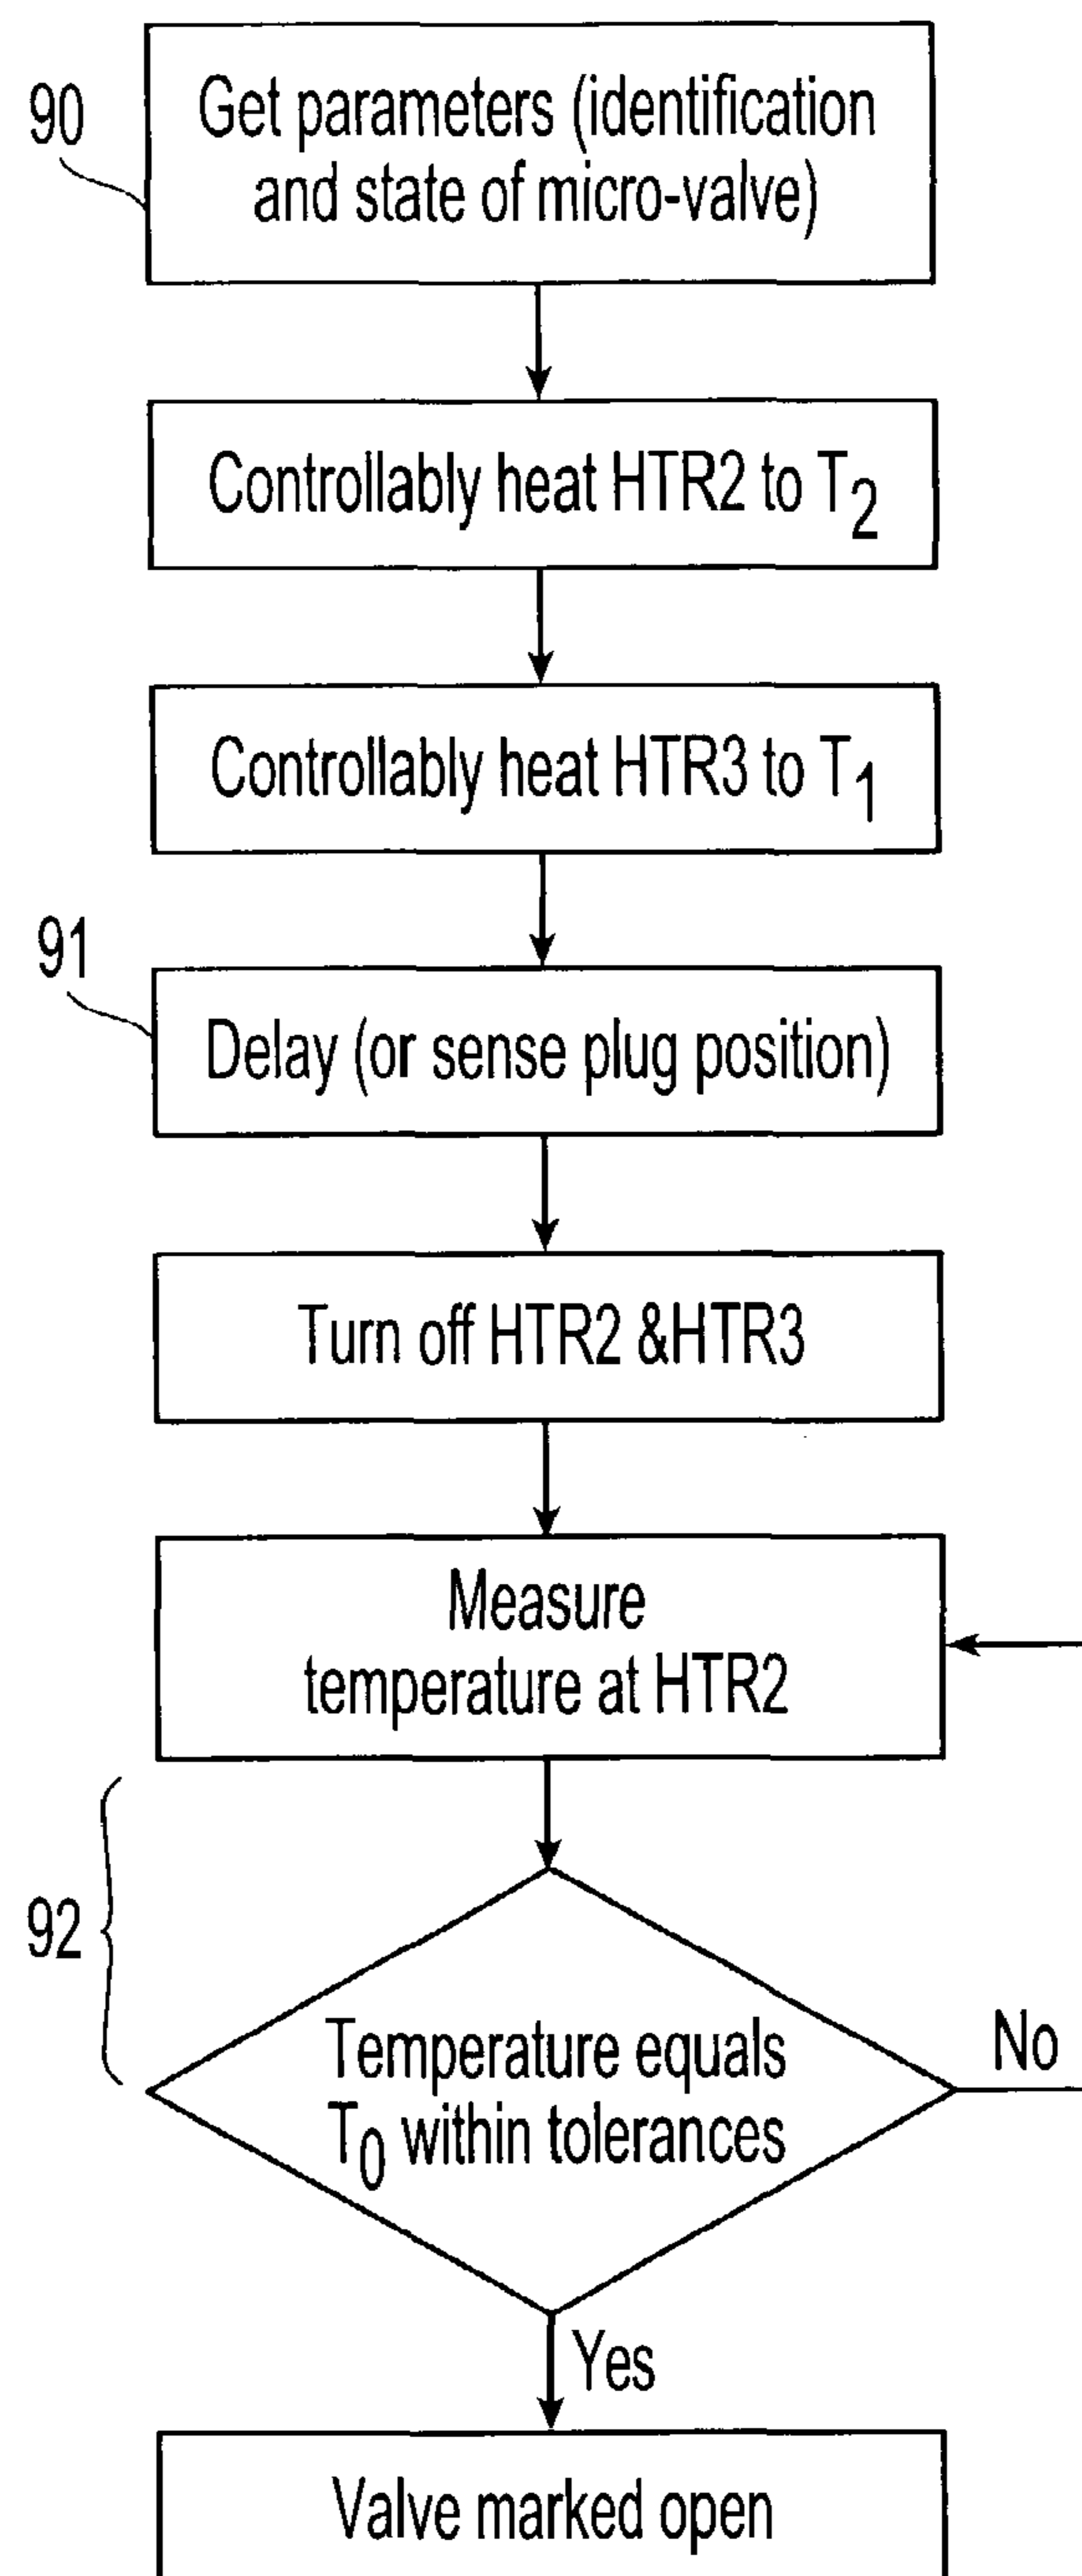 90
Get parameters (identification
and state of micro-valve)
Controllably heat HTR2 to T2
Controllably heat HTR3 to T1
91
Delay (or sense plug position)
Turn off HTR2 &HTR3
Measure
temperature at HTR2
92
Temperature equals
T0 within tolerances
No
Yes
Valve marked open